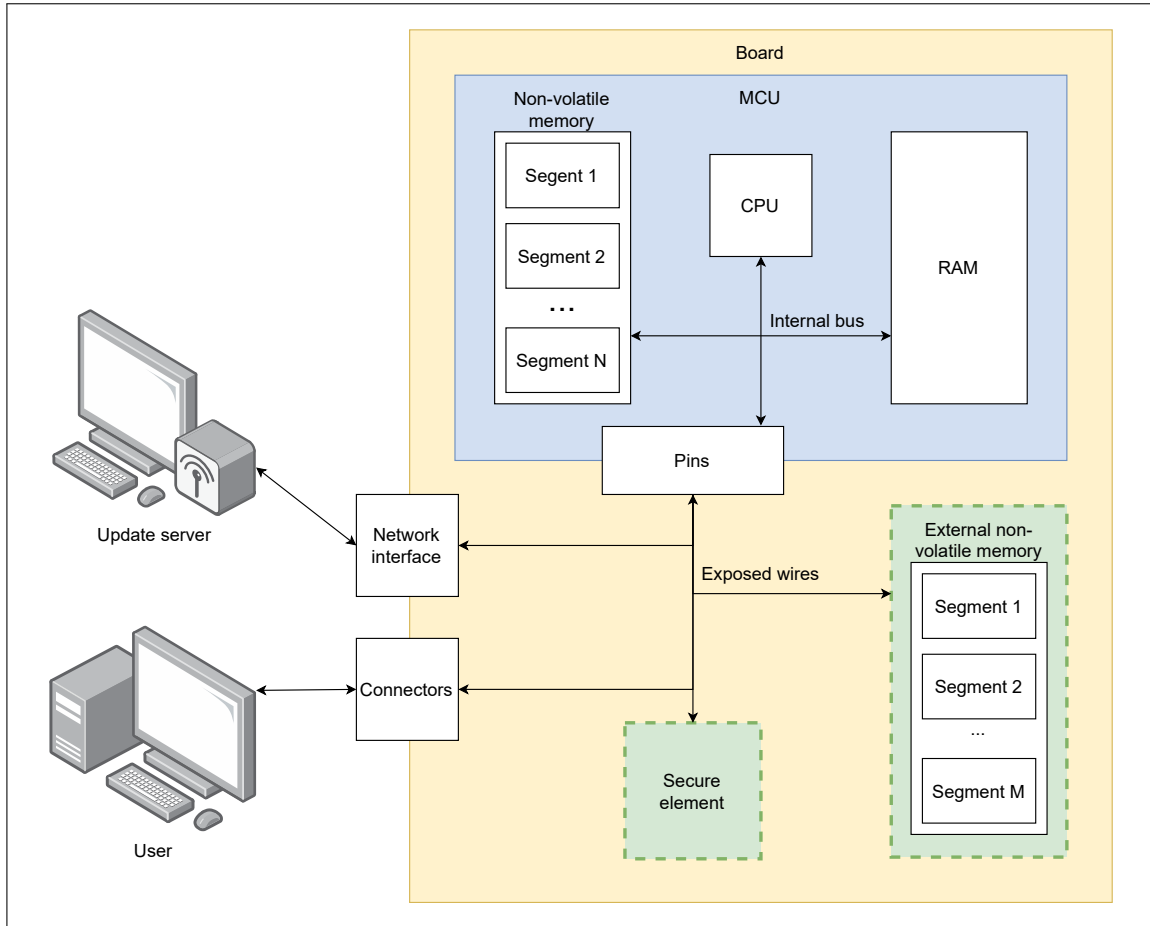 Board
MCU
Non-volatile
memory
Segent 1
Segment 2
...
Segment N
CPU
RAM
Internal bus
Pins
Update server
Network
interface
Exposed wires
External non-
volatile memory
Segment 1
Segment 2
...
Segment M
Connectors
Secure
element
User